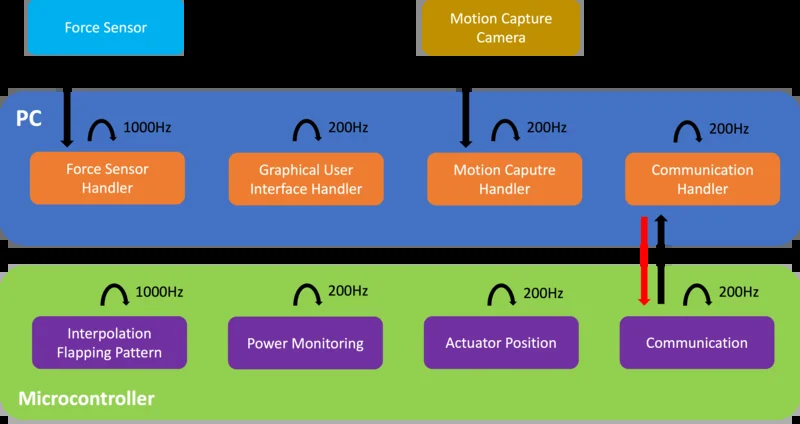 Force Sensor
Motion Capture
Camera
PC
1000Hz
200Hz
200Hz
200Hz
Force Sensor
Handler
Graphical User
Interface Handler
Motion Caputre
Handler
Communication
Handler
1000Hz
200Hz
200Hz
200Hz
Interpolation
Flapping Pattern
Power Monitoring
Actuator Position
Communication
Microcontroller